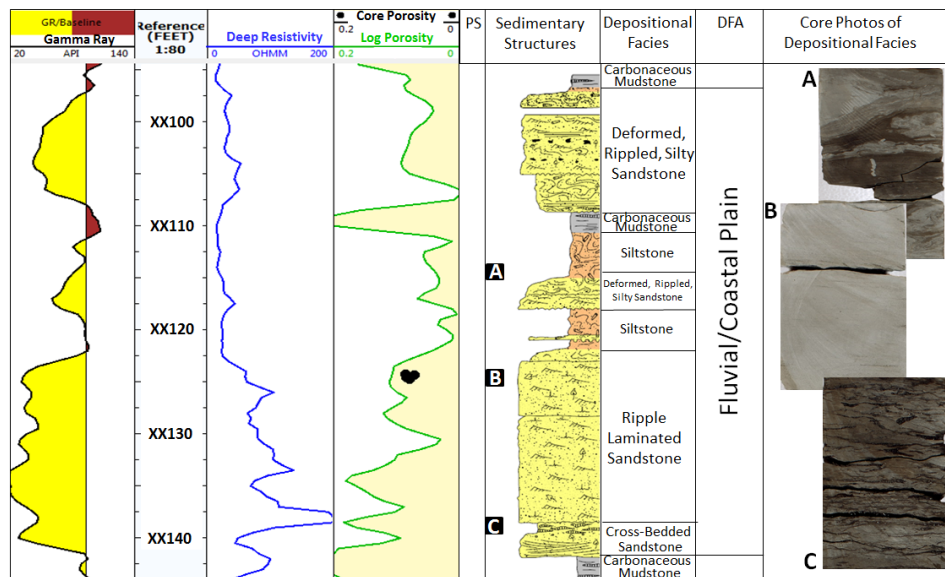 GR/Baseline
Gamma Ray
20 API 140
Reference
(FEET)
1:80
Deep Resistivity
0 OHMM 200
Core Porosity
0.2 0
Log Porosity
0.2 0
PS
Sedimentary
Structures
Depositional
Facies
DFA
Core Photos of
Depositional Facies
XX100
XX110
XX120
XX130
XX140
A
B
C
Carbonaceous
Mudstone
Deformed,
Rippled, Silty
Sandstone
Carbonaceous
Mudstone
Siltstone
Deformed, Rippled,
Silty Sandstone
Siltstone
Ripple
Laminated
Sandstone
Cross-Bedded
Sandstone
Carbonaceous
Mudstone
Fluvial/Coastal Plain
A
B
C